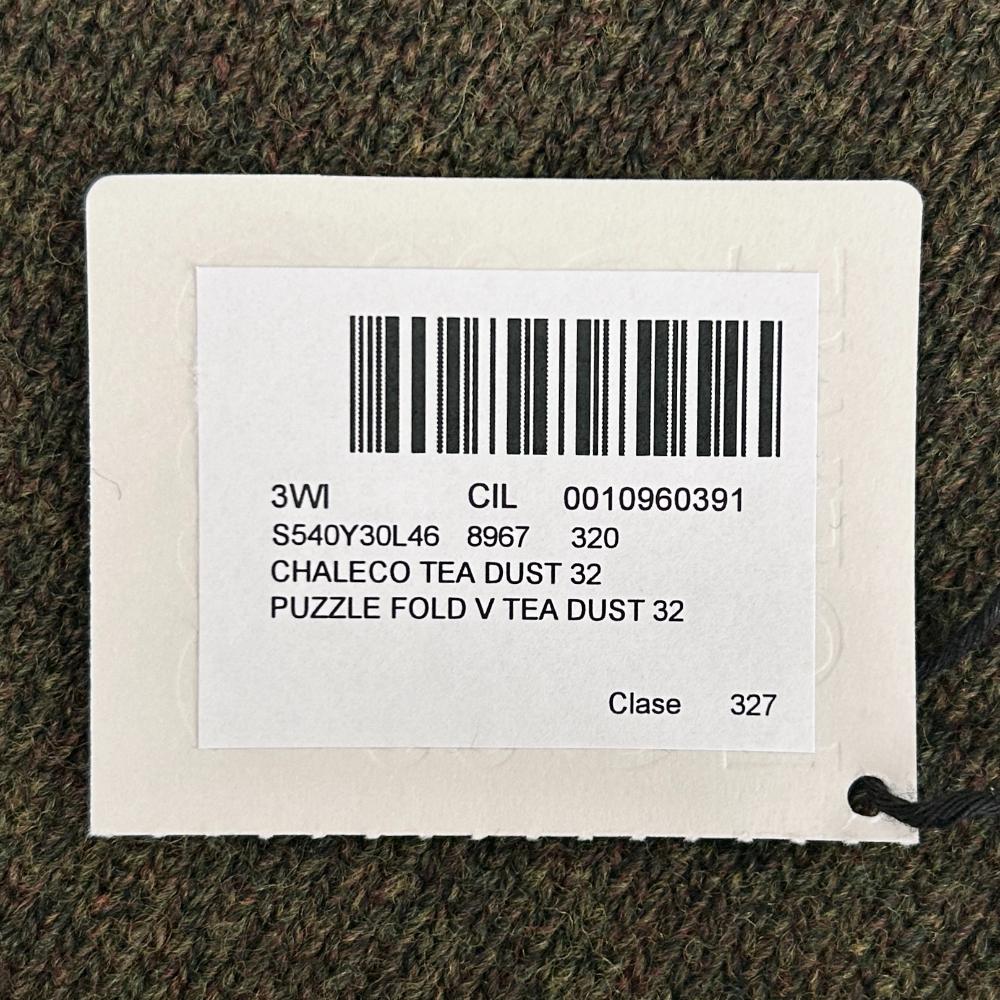 3WI CIL 0010960391
S540Y30L46 8967 320
CHALECO TEA DUST 32
PUZZLE FOLD V TEA DUST 32
Clase 327